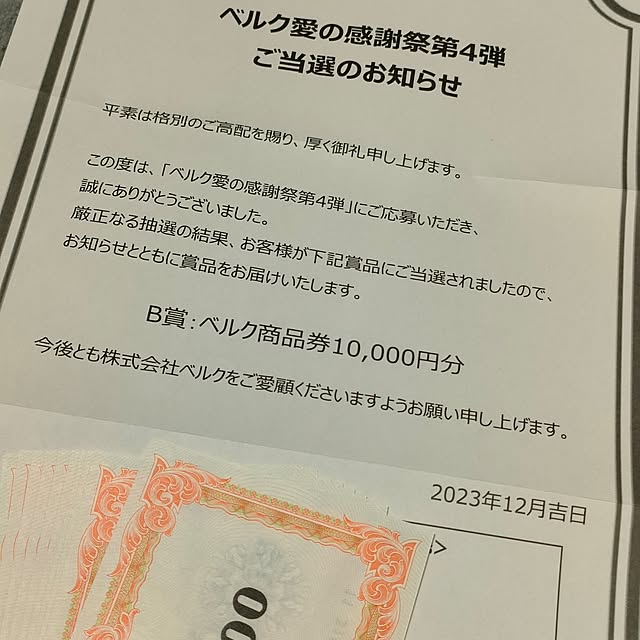 ベルク愛の感謝祭第4弾
ご当選のお知らせ
平素は格別のご高配を賜り、厚く御礼申し上げます。
この度は、「ベルク愛の感謝祭第4弾」にご応募いただき、
誠にありがとうございました。
厳正なる抽選の結果、お客様が下記賞品にご当選されましたので、
お知らせとともに賞品をお届けいたします。
B賞：ベルク商品券10,000円分
今後とも株式会社ベルクをご愛顧くださいますようお願い申し上げます。
2023年12月吉日
>
00